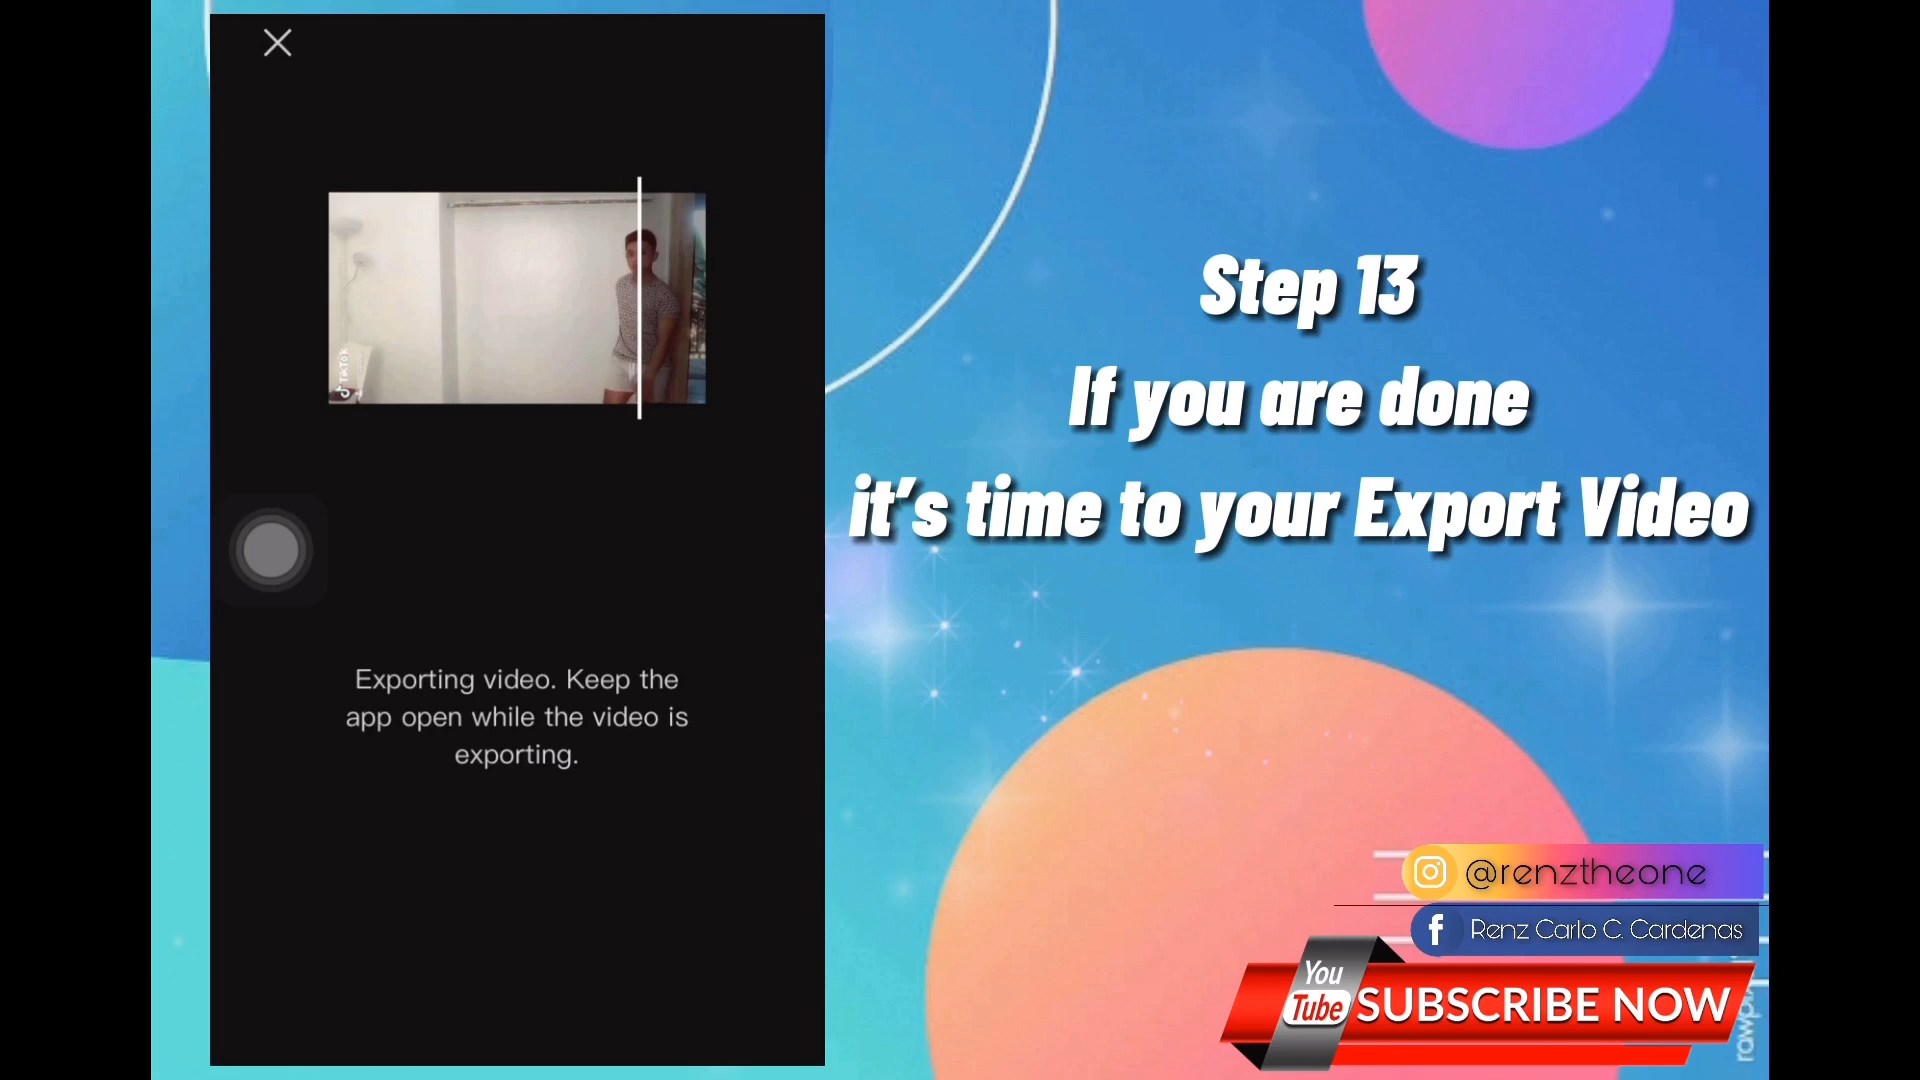 Step 13
If you are done
it's time to your Export Video
TikTok
Exporting video. Keep the
app open while the video is
exporting.
@renztheone
f Renz Carlo C. Cardenas
You
Tube SUBSCRIBE NOW